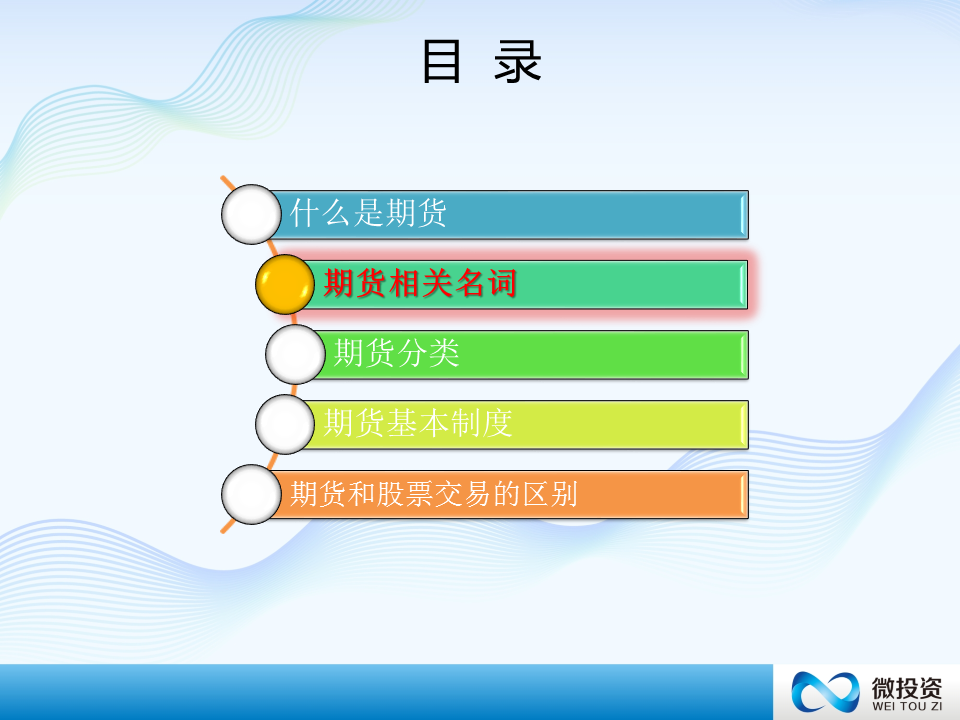 目 录
什么是期货
期货相关名词
期货分类
期货基本制度
期货和股票交易的区别
微投资
WEI TOU ZI